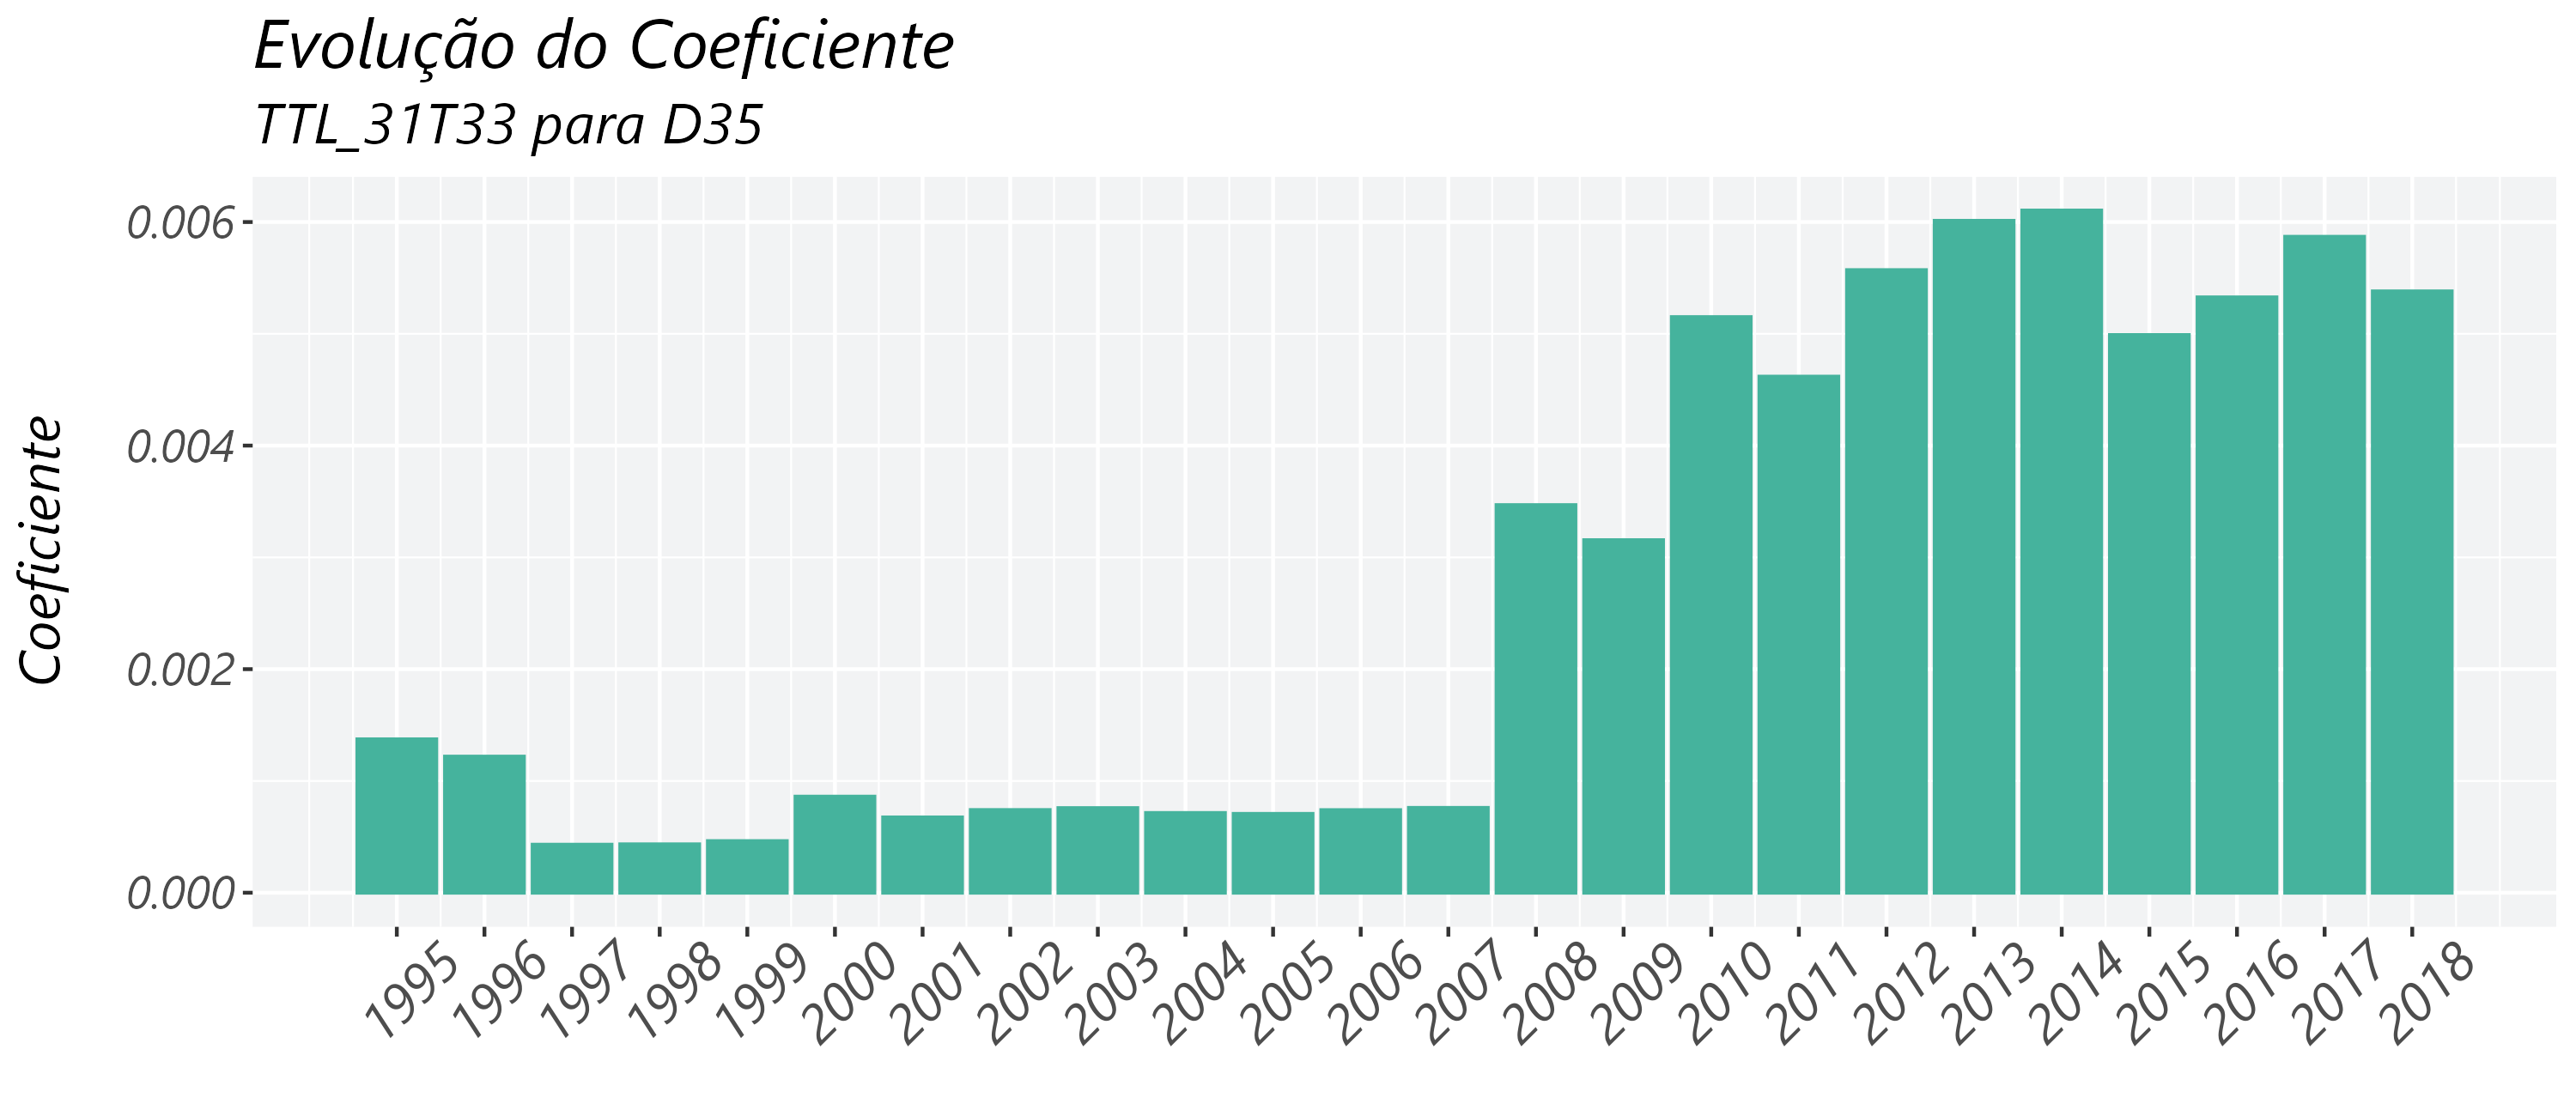 Evolução do Coeficiente
TTL_31T33 para D35
Coeficiente
0.006
0.004
0.002
0.000
1995 1996 1997 1998 1999 2000 2001 2002 2003 2004 2005 2006 2007 2008 2009 2010 2011 2012 2013 2014 2015 2016 2017 2018